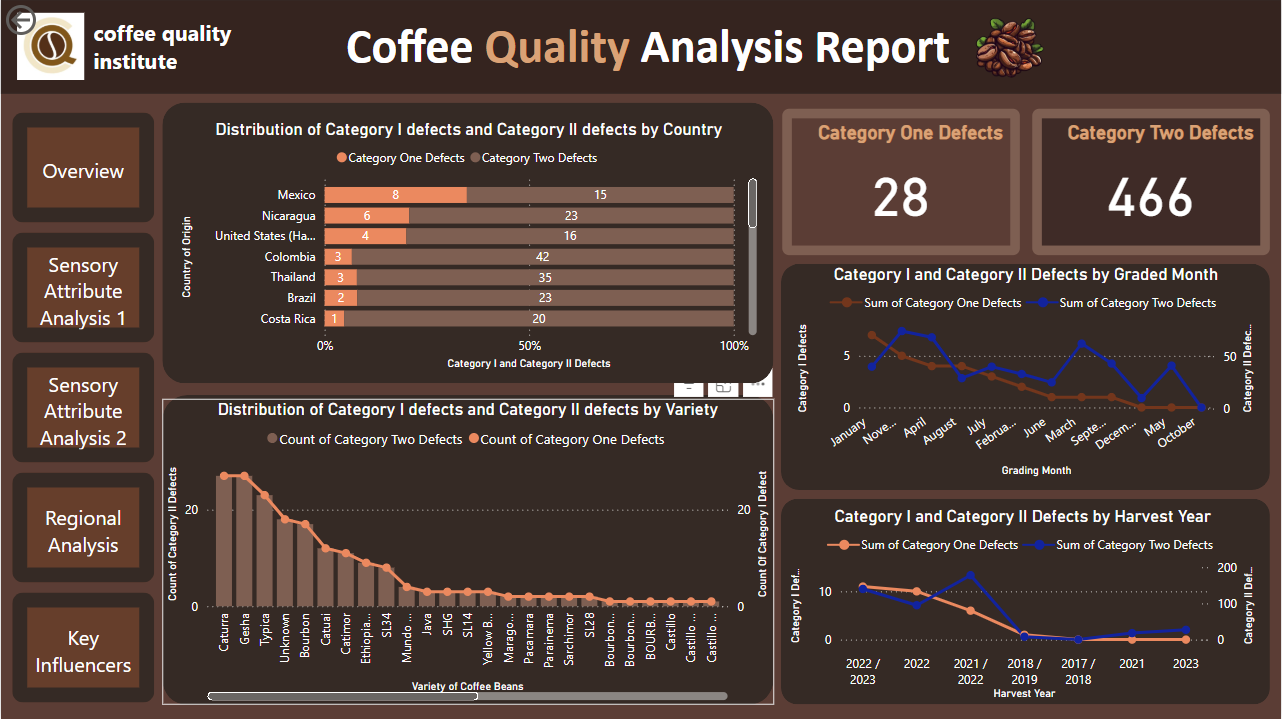 coffee quality
institute
Coffee Quality Analysis Report
Overview
Sensory
Attribute
Analysis 1
Sensory
Attribute
Analysis 2
Regional
Analysis
Key
Influencers
Distribution of Category I defects and Category II defects by Country
Category One Defects Category Two Defects
Country of Origin
Mexico 8 15
Nicaragua 6 23
United States (Ha... 4 16
Colombia 3 42
Thailand 3 35
Brazil 2 23
Costa Rica 1 20
0% 50% 100%
Category I and Category II Defects
Distribution of Category I defects and Category II defects by Variety
Count of Category Two Defects Count of Category One Defects
Count of Category II Defects
20 20
0 0
Count Of Category I Defect
Caturra
Gesha
Typica
Unknown
Bourbon
Catuai
Catimor
Ethiopia...
SL34
Mundo ...
Java
SHG
SL14
Yellow B...
Marago...
Pacamara
Parainema
Sarchimor
SL28
Bourbon...
Bourbon...
BOURB...
Castillo
Castillo ...
Castillo ...
Variety of Coffee Beans
Category One Defects
28
Category Two Defects
466
Category I and Category II Defects by Graded Month
Sum of Category One Defects Sum of Category Two Defects
Category I Defects
5 50
0 0
Category II Defec...
January
Nove...
April
August
July
Februa...
June
March
Septe...
Decem...
May
October
Grading Month
Category I and Category II Defects by Harvest Year
Sum of Category One Defects Sum of Category Two Defects
Category I Def...
200
10 100
0 0
Category II Def...
2022 / 2022 2021 / 2018 / 2017 / 2021 2023
2023 2022 2019 2018
Harvest Year